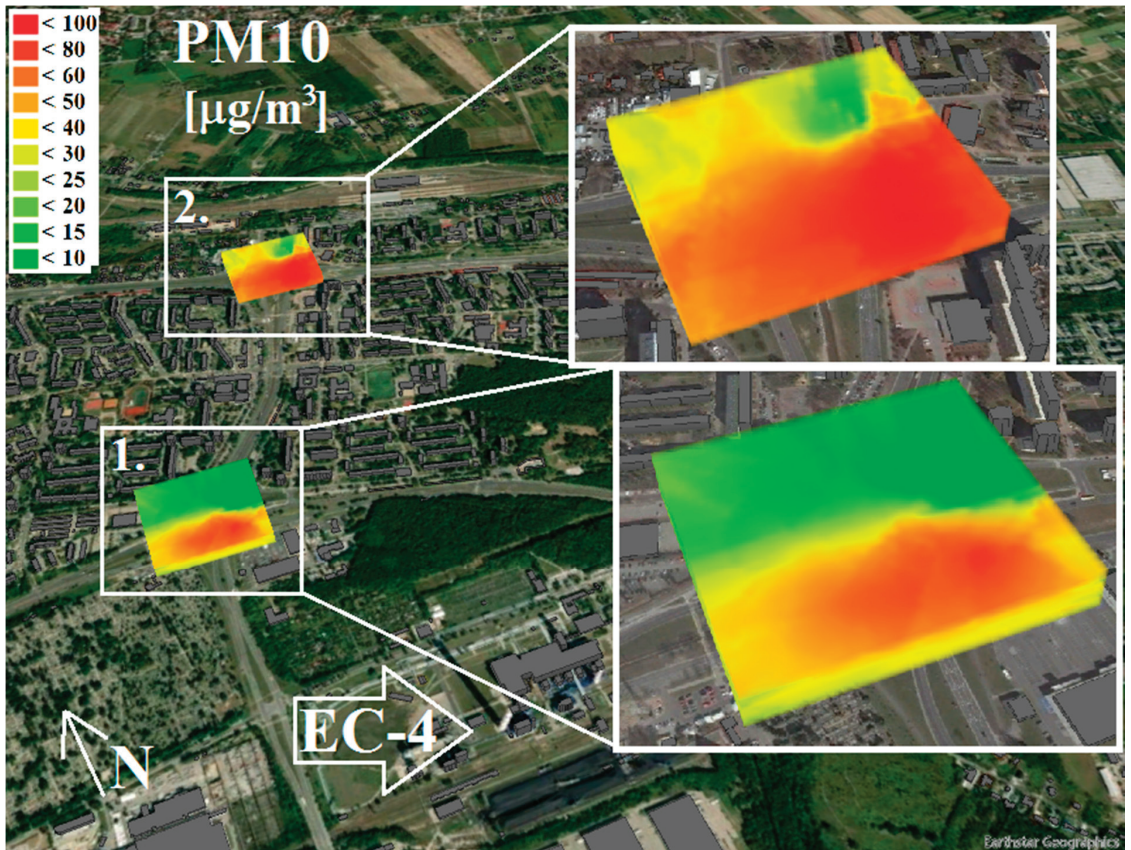 < 100
< 80
< 60
< 50
< 40
< 30
< 25
< 20
< 15
< 10
PM10
[μg/m³]
2.
1.
EC-4
N
Earthstar Geographics